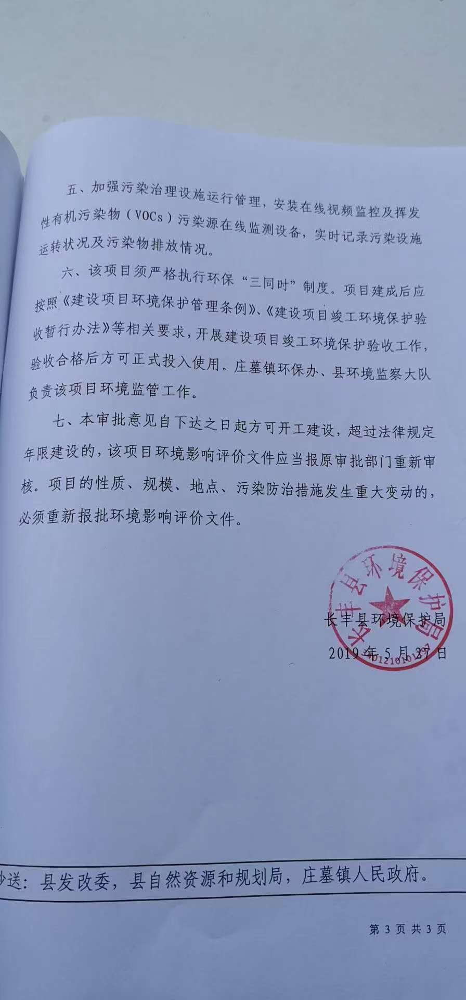 五、加强污染治理设施运行管理，安装在线视频监控及挥发
性有机污染物（VOCs）污染源在线监测设备，实时记录污染设施
运转状况及污染物排放情况。
六、该项目须严格执行环保“三同时”制度。项目建成后应
按照《建设项目环境保护管理条例》、《建设项目竣工环境保护验
收暂行办法》等相关要求，开展建设项目竣工环境保护验收工作，
验收合格后方可正式投入使用。庄墓镇环保办、县环境监察大队
负责该项目环境监管工作。
七、本审批意见自下达之日起方可开工建设，超过法律规定
年限建设的，该项目环境影响评价文件应当报原审批部门重新审
核。项目的性质、规模、地点、污染防治措施发生重大变动的，
必须重新报批环境影响评价文件。
长丰县环境保护局
长丰县环境保护局
2019 年 5 月 27 日
抄送：县发改委，县自然资源和规划局，庄墓镇人民政府。
第 3 页 共 3 页